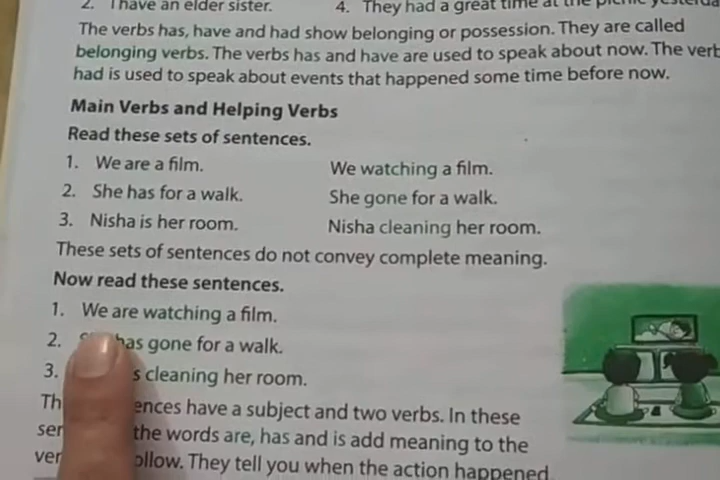 2. I have an elder sister. 4. They had a great time at the picnic
The verbs has, have and had show belonging or possession. They are called
belonging verbs. The verbs has and have are used to speak about now. The verb
had is used to speak about events that happened some time before now.
Main Verbs and Helping Verbs
Read these sets of sentences.
1. We are a film. We watching a film.
2. She has for a walk. She gone for a walk.
3. Nisha is her room. Nisha cleaning her room.
These sets of sentences do not convey complete meaning.
Now read these sentences.
1. We are watching a film.
2. has gone for a walk.
3. cleaning her room.
have a subject and two verbs. In these
the words are, has and is add meaning to the
They tell you when the action happened